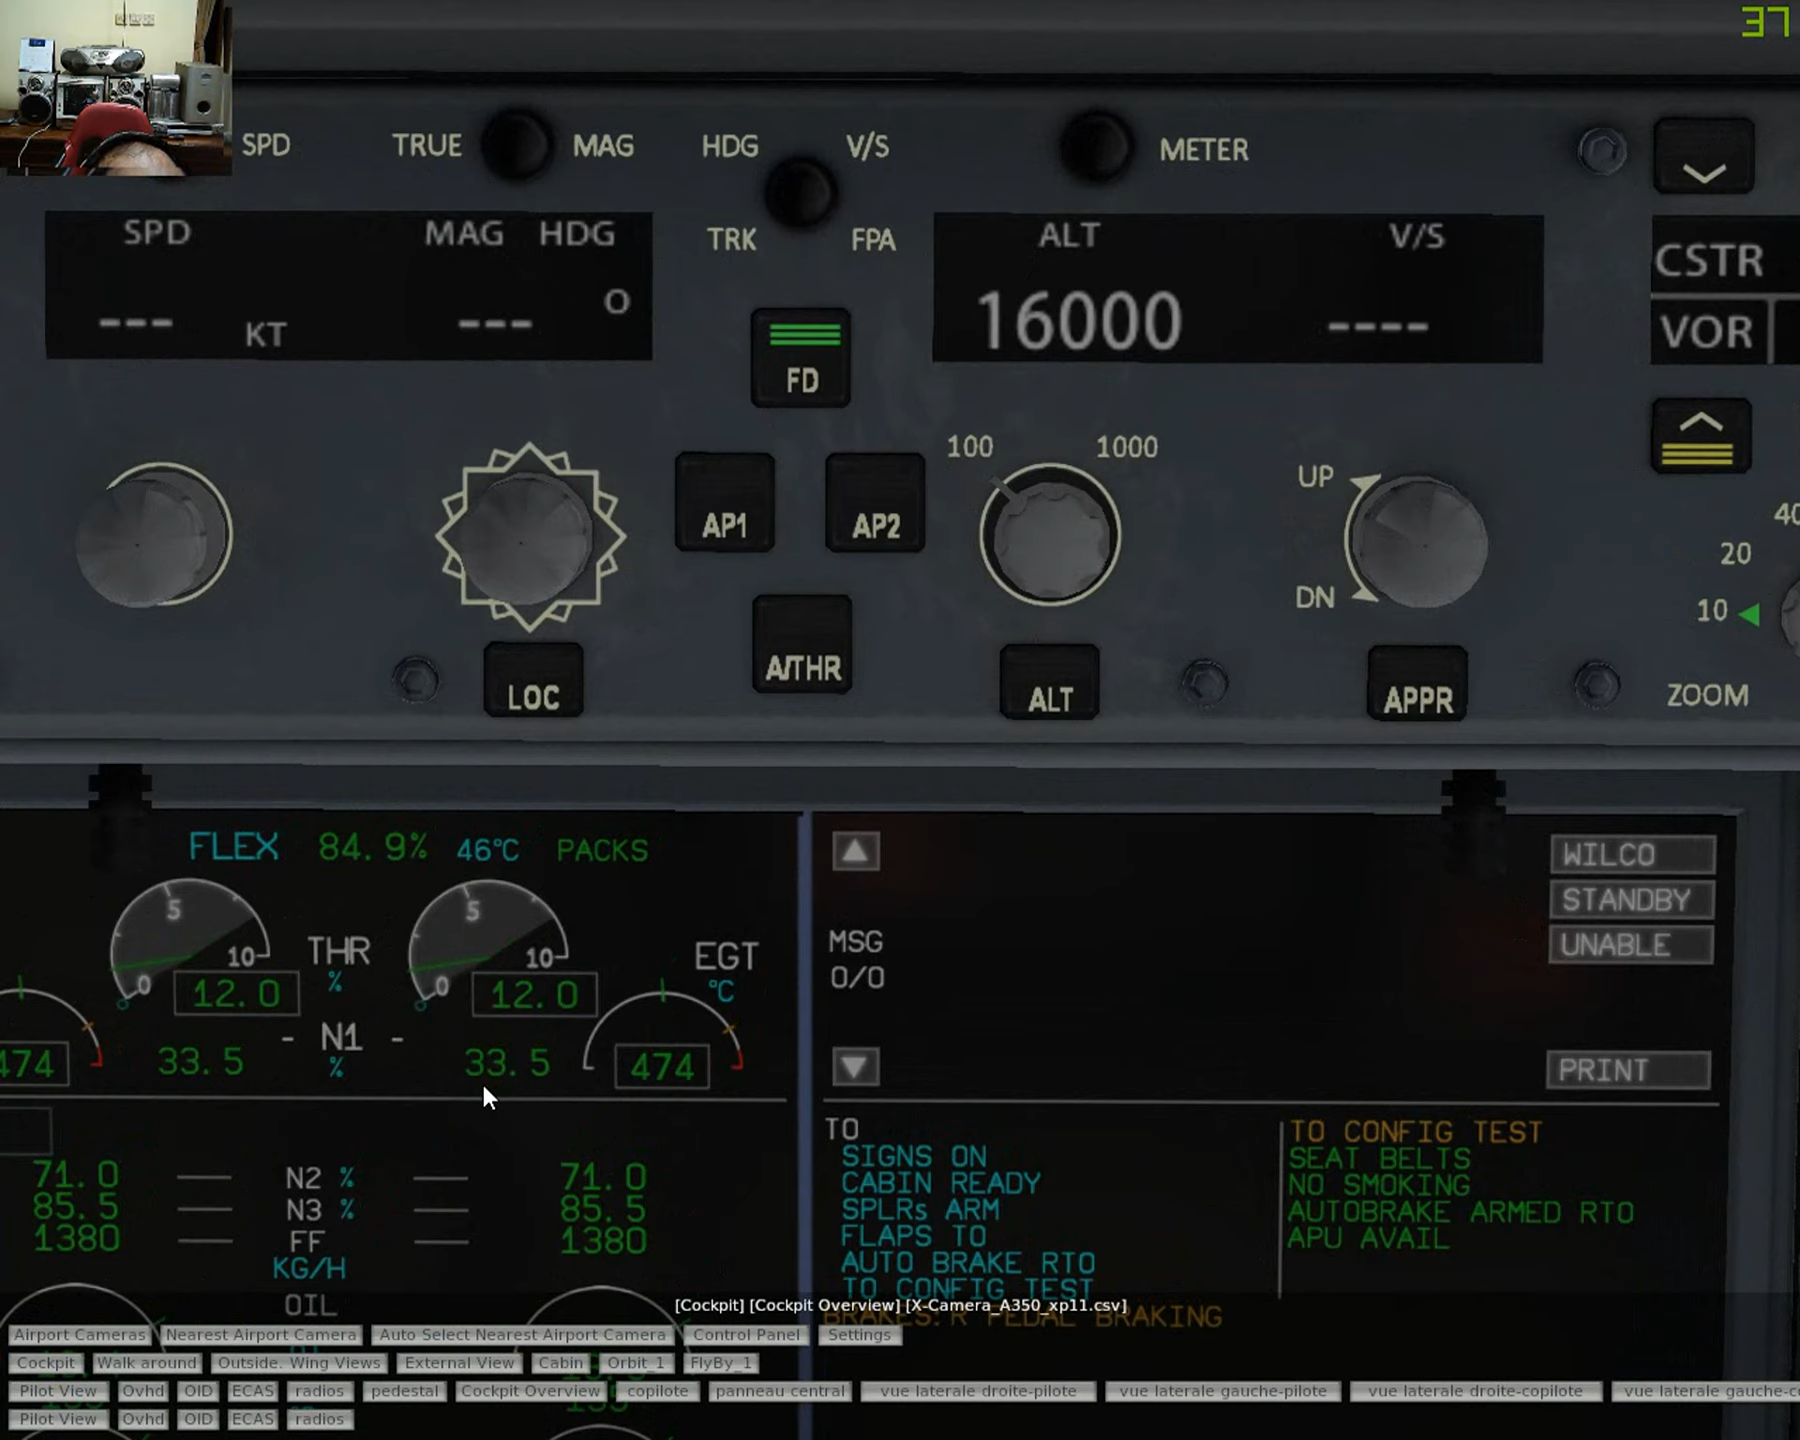 37
SPD TRUE MAG HDG V/S METER
TRK FPA
SPD MAG HDG
--- KT --- o
ALT V/S
16000 ----
CSTR
VOR
FD
AP1 AP2
100 1000
UP
DN
20
10
A/THR
LOC
ALT
APPR
ZOOM
FLEX 84.9% 46°C PACKS
5 5
0 10 THR 0 10 EGT
12.0 % 12.0 °C
- N1 -
474 33.5 % 33.5 474
71.0 N2 % 71.0
85.5 N3 % 85.5
1380 FF 1380
KG/H
OIL
MSG
0/0
WILCO
STANDBY
UNABLE
PRINT
TO
SIGNS ON
CABIN READY
SPLRs ARM
FLAPS TO
AUTO BRAKE RTO
TO CONFIG TEST
BRAKES: R PEDAL BRAKING
TO CONFIG TEST
SEAT BELTS
NO SMOKING
AUTOBRAKE ARMED RTO
APU AVAIL
[Cockpit] [Cockpit Overview] [X-Camera_A350_xp11.csv]
Airport Cameras Nearest Airport Camera Auto Select Nearest Airport Camera Control Panel Settings
Cockpit Walk around Outside. Wing Views External View Cabin Orbit_1 FlyBy_1
Pilot View Ovhd OID ECAS radios pedestal Cockpit Overview copilote panneau central vue laterale droite-pilote vue laterale gauche-pilote vue laterale droite-copilote vue laterale
Pilot View Ovhd OID ECAS radios